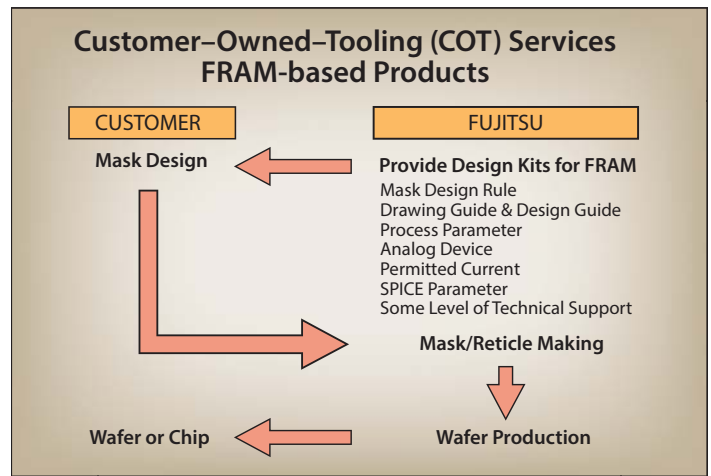 Customer–Owned–Tooling (COT) Services
FRAM-based Products
CUSTOMER
FUJITSU
Mask Design
Provide Design Kits for FRAM
Mask Design Rule
Drawing Guide & Design Guide
Process Parameter
Analog Device
Permitted Current
SPICE Parameter
Some Level of Technical Support
Mask/Reticle Making
Wafer or Chip
Wafer Production